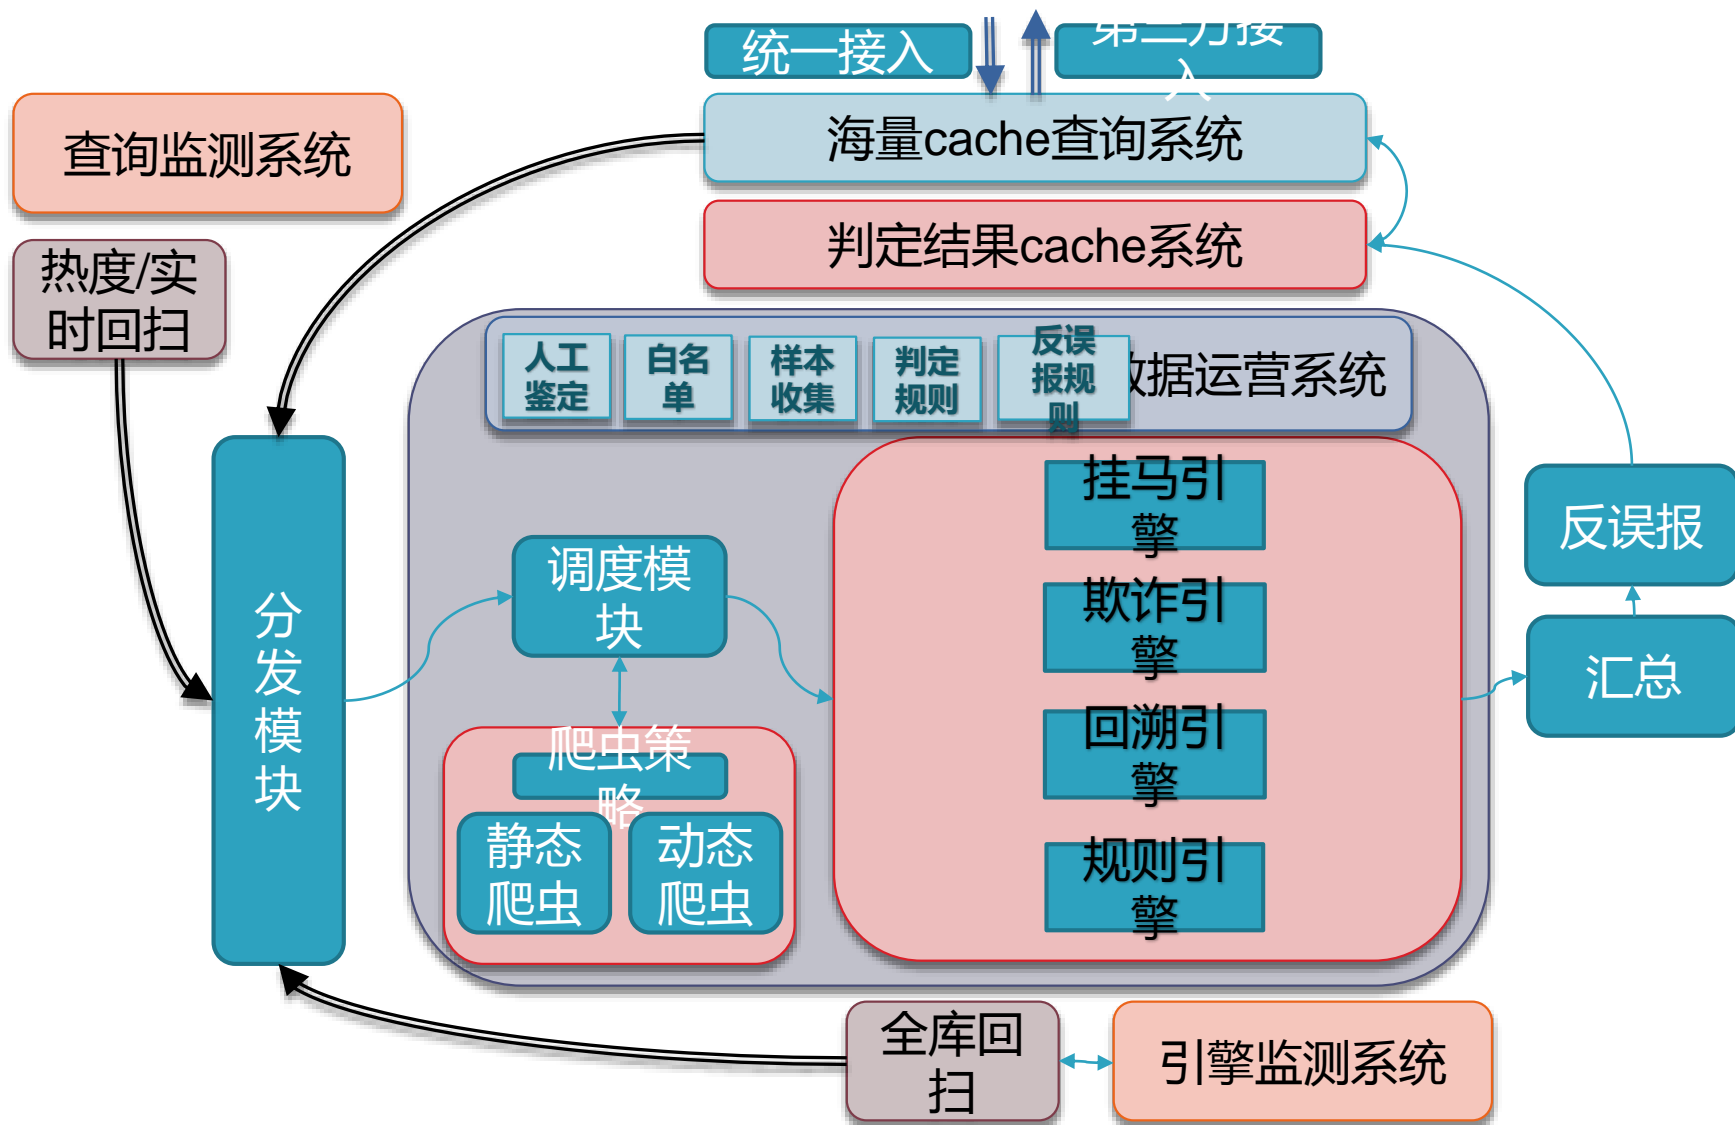 统一接入
第三方接
入
海量cache查询系统
查询监测系统
判定结果cache系统
热度/实
时回扫
人工
鉴定
白名
单
样本
收集
判定
规则
反误
报规
则
数据运营系统
挂马引
擎
调度模
块
反误报
分
发
模
块
欺诈引
擎
汇总
回溯引
擎
爬虫策
略
静态
爬虫
动态
爬虫
规则引
擎
全库回
扫
引擎监测系统